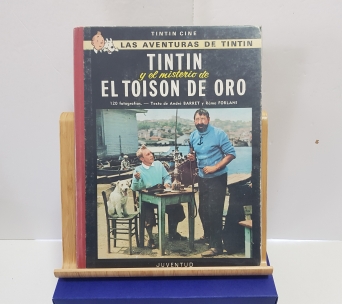 TINTIN CINE
LAS AVENTURAS DE TINTIN
TINTIN
y el misterio de
EL TOISON DE ORO
120 fotografías. — Texto de André BARRET y Rémo FORLANI
JUVENTUD